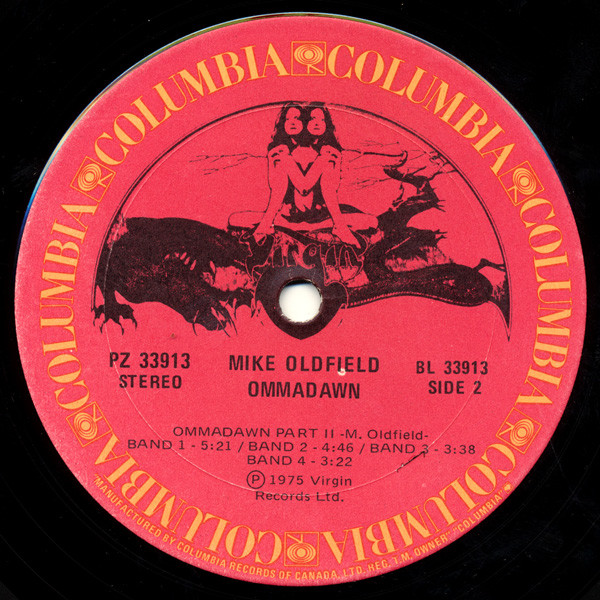 COLUMBIA COLUMBIA COLUMBIA COLUMBIA COLUMBIA COLUMBIA COLUMBIA COLUMBIA
Virgin
PZ 33913
STEREO
MIKE OLDFIELD
OMMADAWN
BL 33913
SIDE 2
OMMADAWN PART II -M. Oldfield-
BAND 1 - 5:21 / BAND 2 - 4:46 / BAND 3 - 3:38
BAND 4 - 3:22
Ⓟ 1975 Virgin
Records Ltd.
"MANUFACTURED BY COLUMBIA RECORDS OF CANADA, LTD. REG. T.M. OWNER" "COLUMBIA"